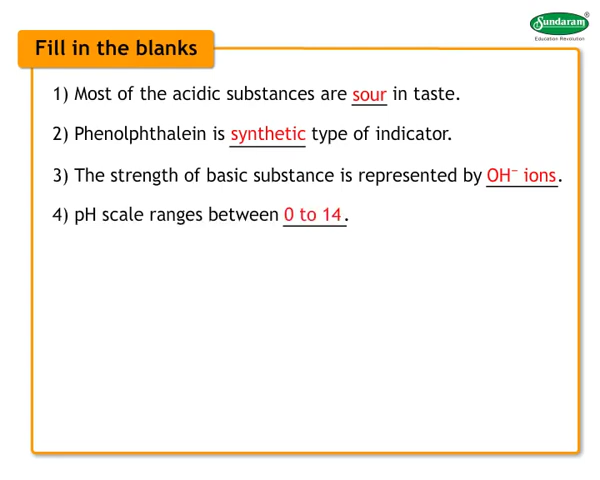 Sundaram®
Education Revolution
Fill in the blanks
1) Most of the acidic substances are sour in taste.
2) Phenolphthalein is synthetic type of indicator.
3) The strength of basic substance is represented by OH⁻ ions.
4) pH scale ranges between 0 to 14.